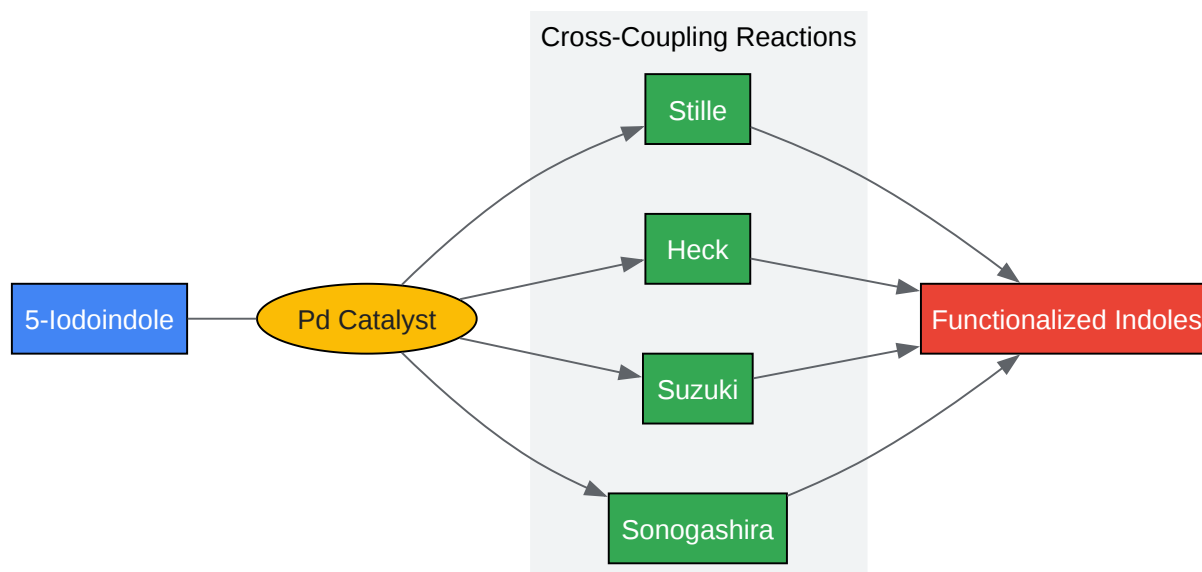 Cross-Coupling Reactions
Stille
Heck
5-Iodoindole
Pd Catalyst
Functionalized Indoles
Suzuki
Sonogashira